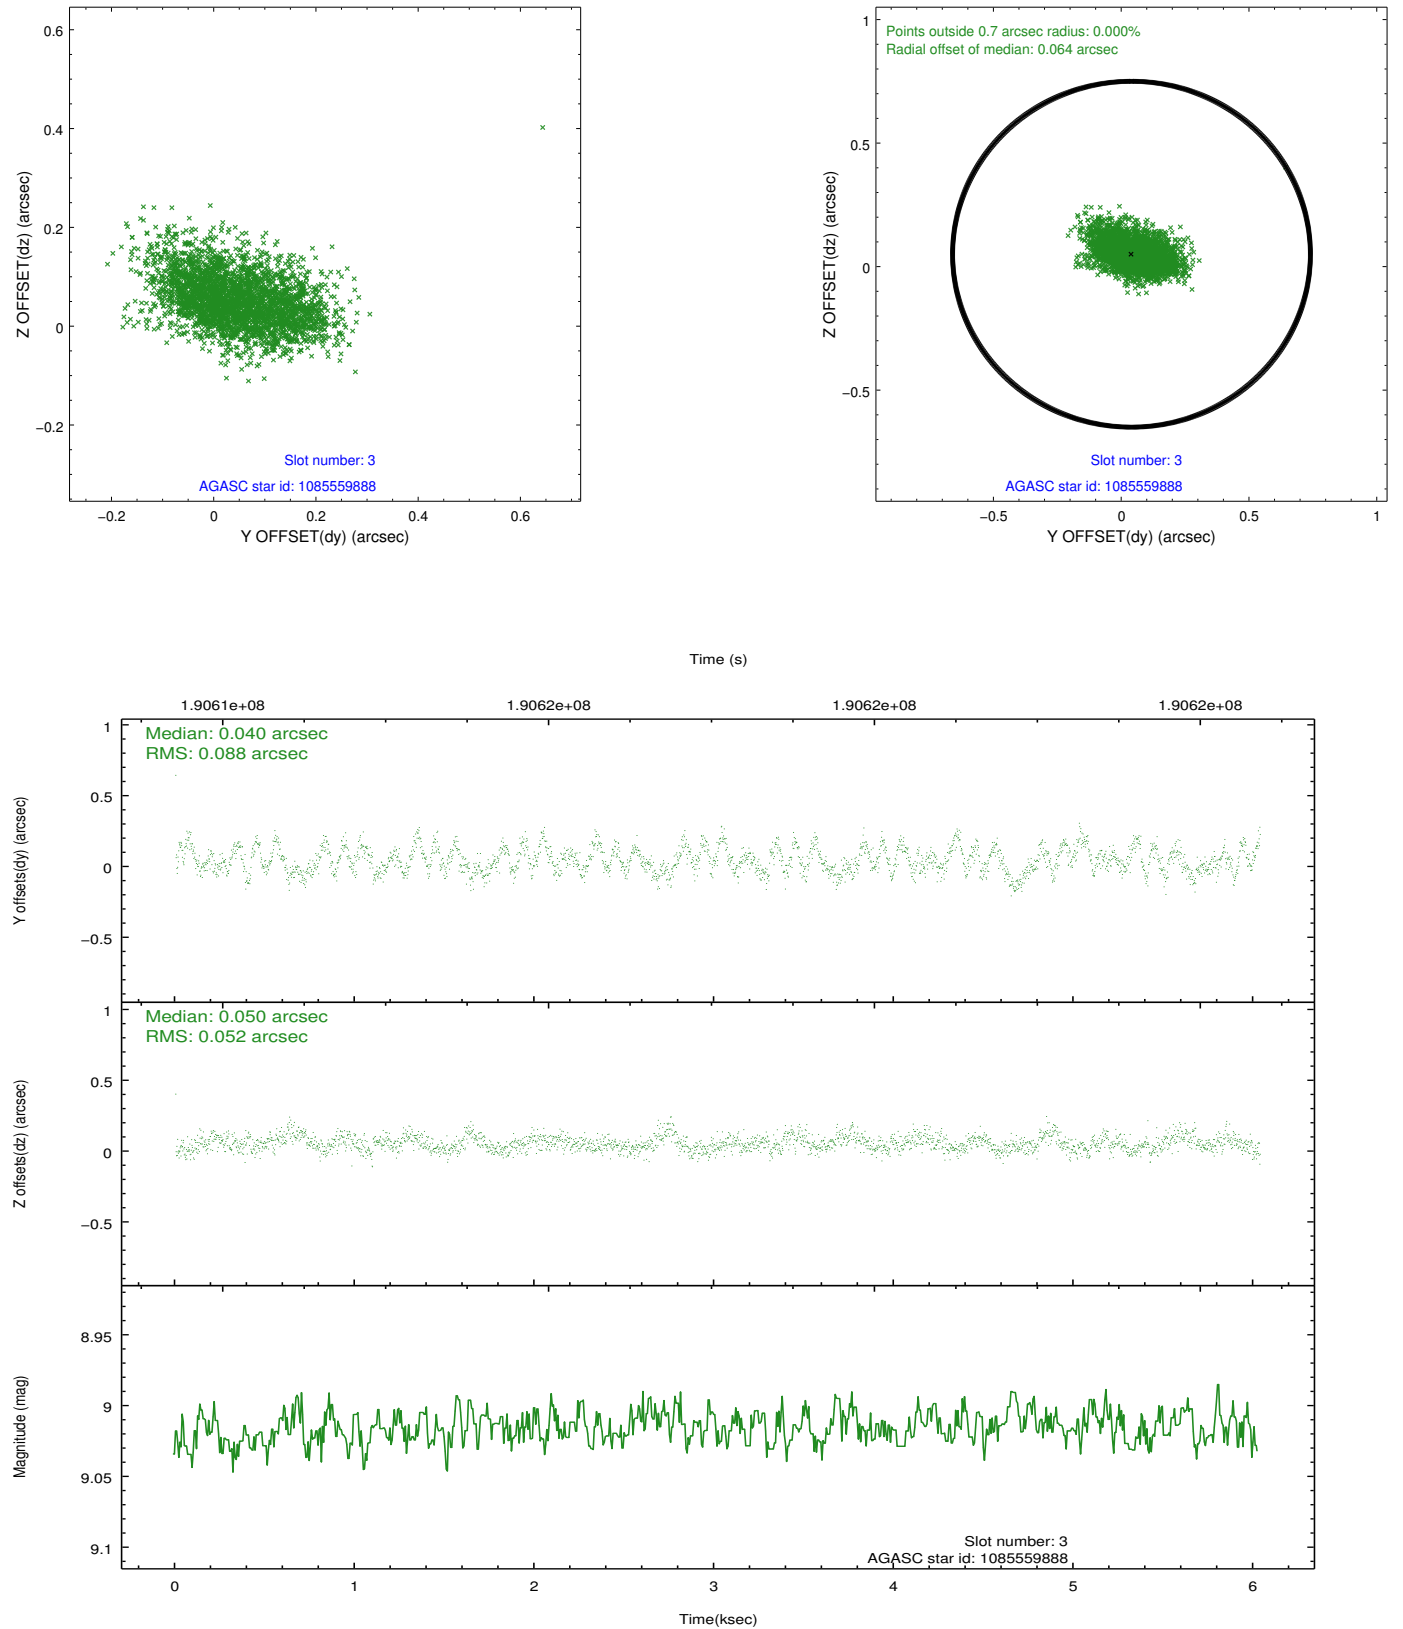 0.6
0.4
0.2
0
−0.2
Z OFFSET(dz) (arcsec)
Slot number: 3
AGASC star id: 1085559888
−0.2 0 0.2 0.4 0.6
Y OFFSET(dy) (arcsec)
Points outside 0.7 arcsec radius: 0.000%
Radial offset of median: 0.064 arcsec
1
0.5
0
−0.5
Z OFFSET(dz) (arcsec)
Slot number: 3
AGASC star id: 1085559888
−0.5 0 0.5 1
Y OFFSET(dy) (arcsec)
Time (s)
1.9061e+08 1.9062e+08 1.9062e+08 1.9062e+08
Median: 0.040 arcsec
RMS: 0.088 arcsec
1
0.5
0
−0.5
Y offsets(dy) (arcsec)
Median: 0.050 arcsec
RMS: 0.052 arcsec
1
0.5
0
−0.5
Z offsets(dz) (arcsec)
8.95
9
9.05
9.1
Magnitude (mag)
Slot number: 3
AGASC star id: 1085559888
0 1 2 3 4 5 6
Time(ksec)